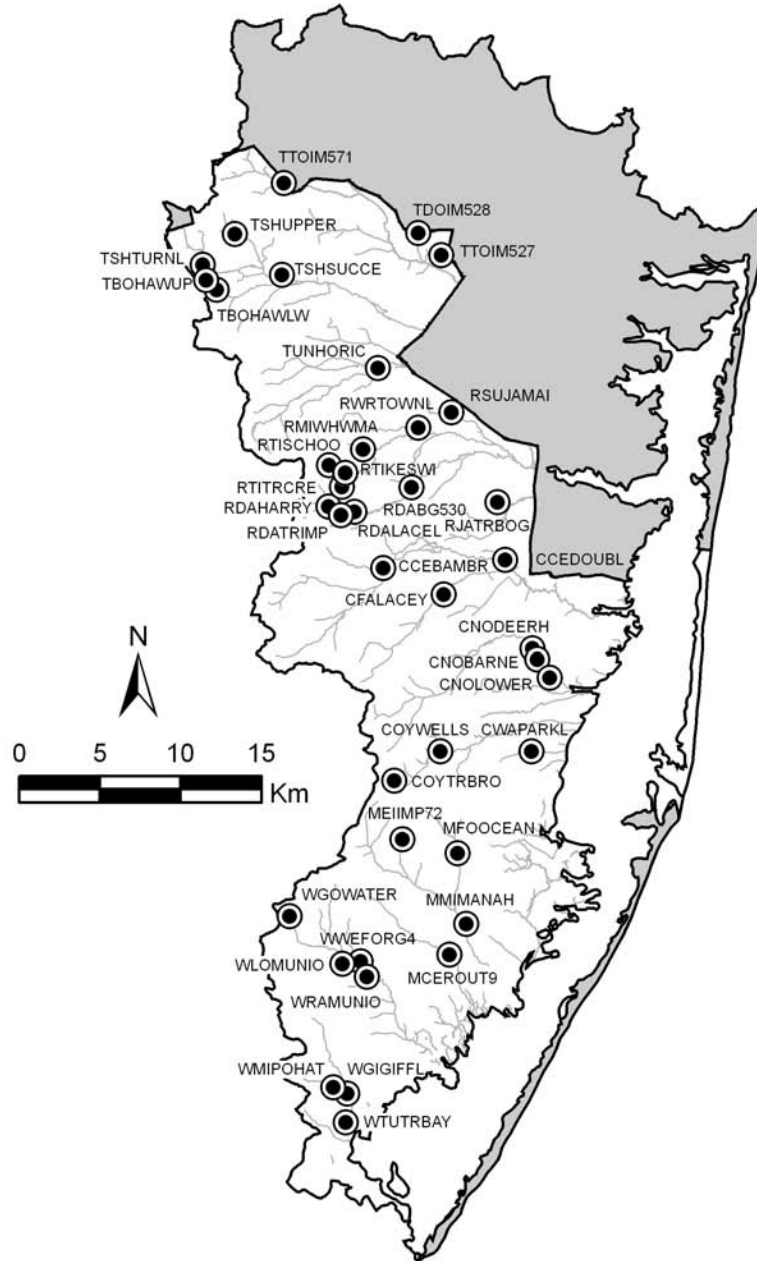 TTOIM571
TDOIM528
TSHUPPER
TTOIM527
TSHTURNL
TSHSUCCE
TBOHAWUP
TBOHAWLW
TUNHORIC
RSUJAMAI
RWRTOWNL
RMIWHWMA
RTISCHOO
RTIKESWI
RTITRCRE
RDAHARRY
RDABG530
RDATRIMP
RDALACEL
RJATRBOG
CCEBAMBR
CCEDOUBL
CFALACEY
CNODEERH
N
CNOBARNE
CNOLOWER
COYWELLS
CWAPARKL
0 5 10 15
Km
COYTRBRO
MEIIMP72
MFOOCEAN
WGOWATER
MMIMANAH
WWEFORG4
WLOMUNIO
MCEROUT9
WRAMUNIO
WMIPOHAT
WGIGIFFL
WTUTRBAY